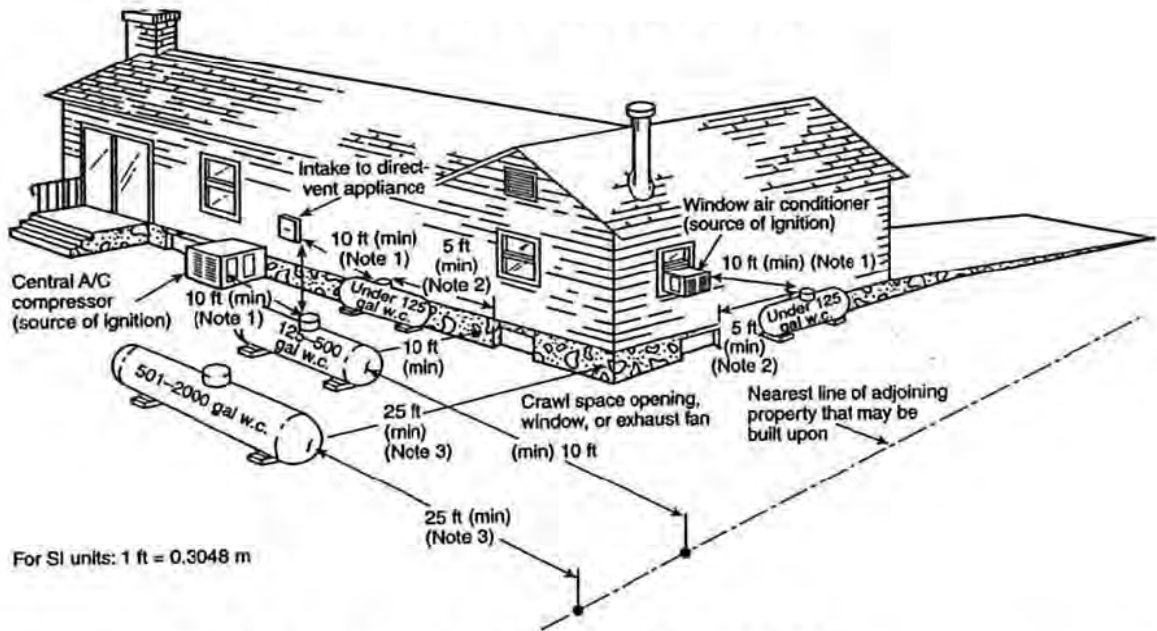 Intake to direct-
vent appliance
Window air conditioner
(source of ignition)
10 ft (min)
(Note 1)
5 ft
(min)
(Note 2)
10 ft (min) (Note 1)
Central A/C
compressor
(source of ignition)
10 ft (min)
(Note 1)
Under 125
gal w.c.
Under 125
gal w.c.
125–500
gal w.c.
10 ft
(min)
5 ft
(min)
(Note 2)
501–2000 gal w.c.
25 ft
(min)
(Note 3)
Crawl space opening,
window, or exhaust fan
(min) 10 ft
Nearest line of adjoining
property that may be
built upon
25 ft (min)
(Note 3)
For SI units: 1 ft = 0.3048 m